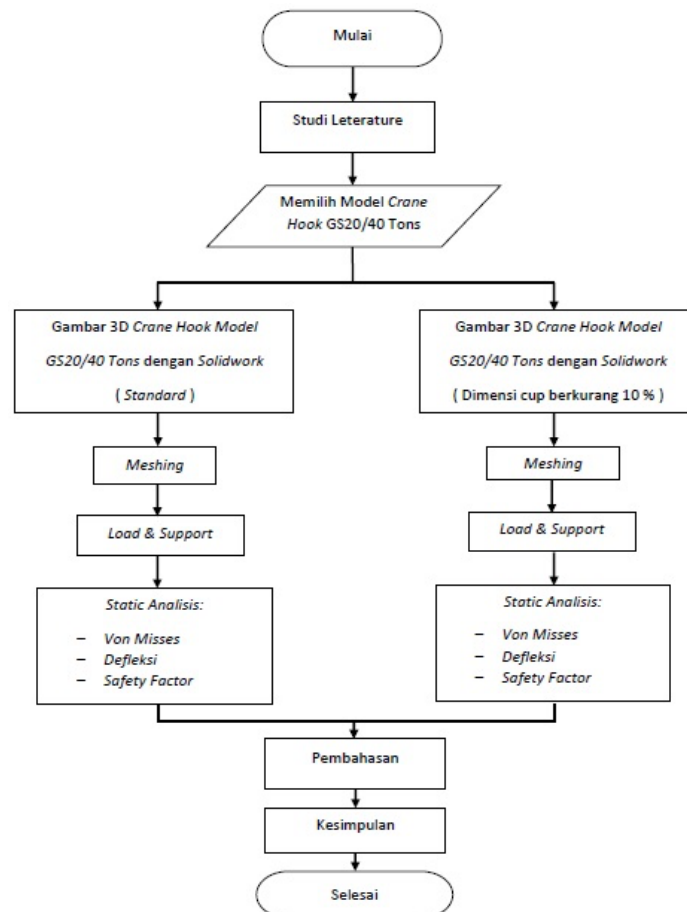 Mulai
Studi Leterature
Memilih Model Crane
Hook GS20/40 Tons
Gambar 3D Crane Hook Model
GS20/40 Tons dengan Solidwork
( Standard )
Meshing
Load & Support
Static Analisis:
– Von Misses
– Defleksi
– Safety Factor
Gambar 3D Crane Hook Model
GS20/40 Tons dengan Solidwork
( Dimensi cup berkurang 10 % )
Meshing
Load & Support
Static Analisis:
– Von Misses
– Defleksi
– Safety Factor
Pembahasan
Kesimpulan
Selesai